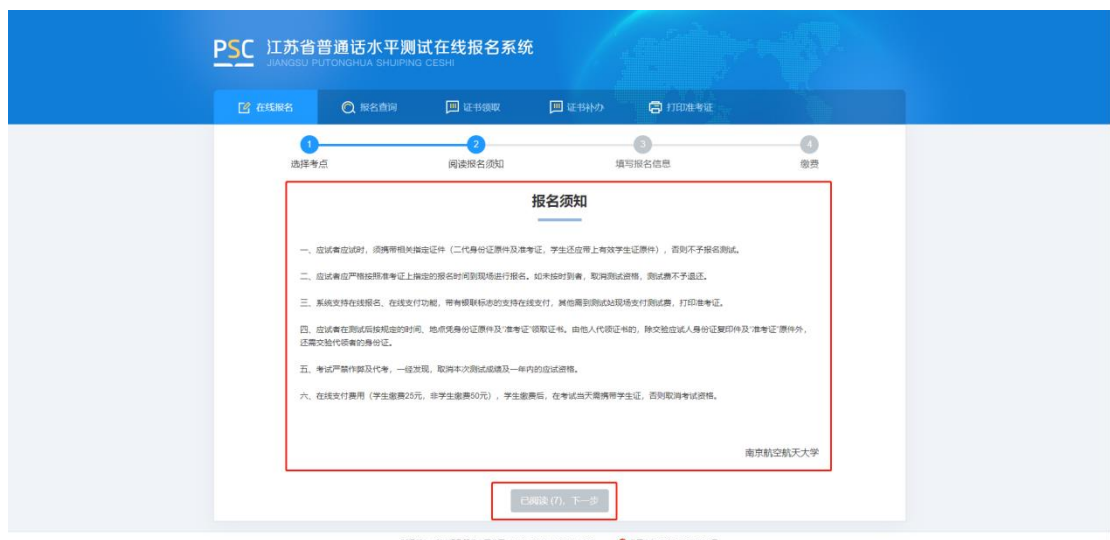 PSC 江苏省普通话水平测试在线报名系统
JIANGSU PUTONGHUA SHUIPING CESHI
在线报名 报名查询 证书领取 证书补办 打印准考证
1 2 3 4
选择考点 阅读报名须知 填写报名信息 缴费
报名须知
一、应试者应试时，须携带相关指定证件（二代身份证原件及准考证，学生还应带上有效学生证原件），否则不予报名测试。
二、应试者应严格按照准考证上指定的报名时间到现场进行报名。如未按时到者，取消测试资格，测试费不予退还。
三、系统支持在线报名、在线支付功能，带有银联标志的支持在线支付，其他需到测试站现场支付测试费，打印准考证。
四、应试者在测试后按规定的时间、地点凭身份证原件及"准考证"领取证书。由他人代领证书的，除交验应试人身份证复印件及"准考证"原件外，
还需交验代领者的身份证。
五、考试严禁作弊及代考，一经发现，取消本次测试成绩及一年内的应试资格。
六、在线支付费用（学生缴费25元，非学生缴费50元），学生缴费后，在考试当天需携带学生证，否则取消考试资格。
南京航空航天大学
已阅读 (7)，下一步